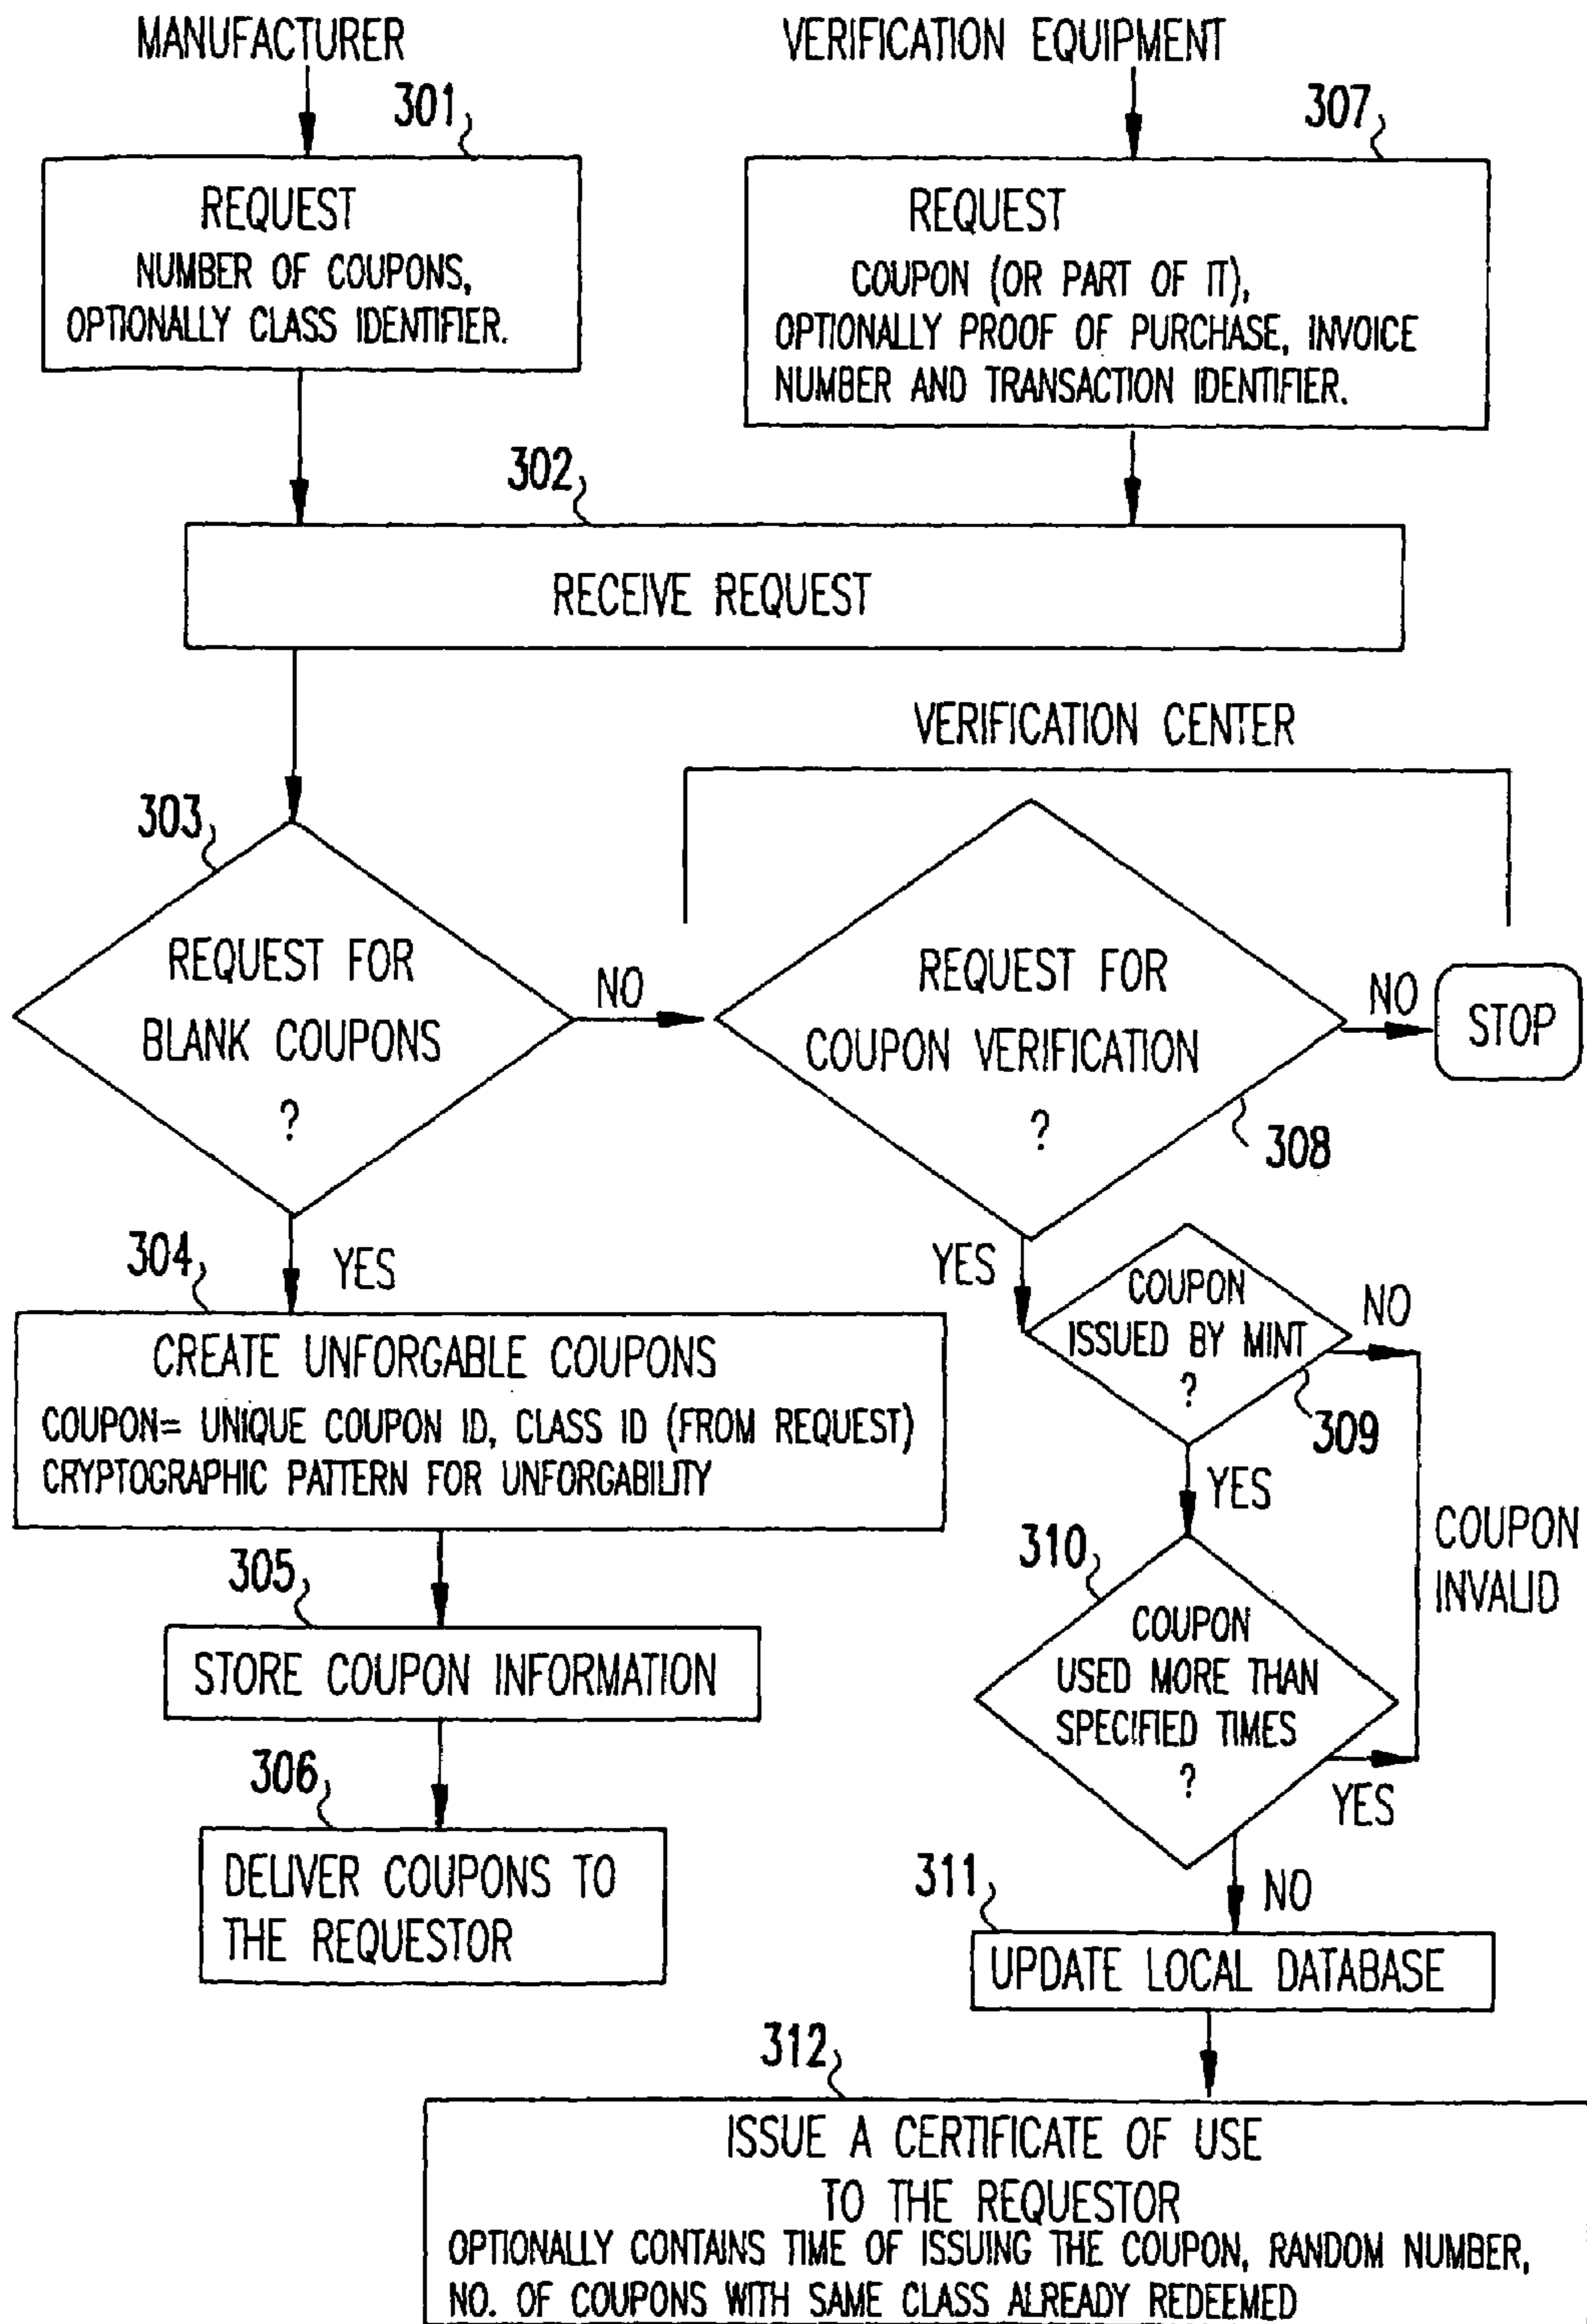 MANUFACTURER
VERIFICATION EQUIPMENT
301
307
REQUEST
NUMBER OF COUPONS,
OPTIONALLY CLASS IDENTIFIER.
REQUEST
COUPON (OR PART OF IT),
OPTIONALLY PROOF OF PURCHASE, INVOICE
NUMBER AND TRANSACTION IDENTIFIER.
302
RECEIVE REQUEST
VERIFICATION CENTER
303
REQUEST FOR
BLANK COUPONS
?
NO
REQUEST FOR
COUPON VERIFICATION
?
NO
STOP
308
304
YES
YES
CREATE UNFORGABLE COUPONS
COUPON= UNIQUE COUPON ID, CLASS ID (FROM REQUEST)
CRYPTOGRAPHIC PATTERN FOR UNFORGABILITY
COUPON
ISSUED BY MINT
?
NO
309
YES
305
STORE COUPON INFORMATION
310
COUPON
USED MORE THAN
SPECIFIED TIMES
?
COUPON
INVALID
YES
306
DELIVER COUPONS TO
THE REQUESTOR
NO
311
UPDATE LOCAL DATABASE
312
ISSUE A CERTIFICATE OF USE
TO THE REQUESTOR
OPTIONALLY CONTAINS TIME OF ISSUING THE COUPON, RANDOM NUMBER,
NO. OF COUPONS WITH SAME CLASS ALREADY REDEEMED